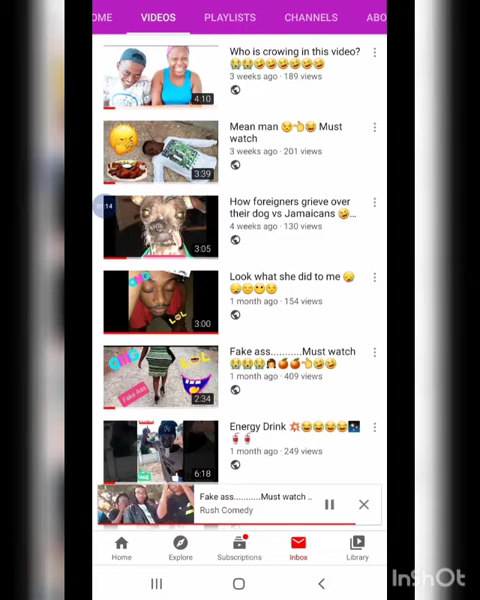 OME VIDEOS PLAYLISTS CHANNELS ABO
Who is crowing in this video?
😭😭🤣🤣🤣🤣🤣🤣
3 weeks ago · 189 views
4:10
Mean man 😒👈😅 Must
watch
3 weeks ago · 201 views
3:39
How foreigners grieve over
their dog vs Jamaicans 🤣...
4 weeks ago · 130 views
3:05
Look what she did to me
1 month ago · 154 views
LOL
3:00
Fake ass...........Must watch
1 month ago · 409 views
OMG
LOL
Fake Ass
2:34
Energy Drink
1 month ago · 249 views
6:18
Fake ass...........Must watch ..
Rush Comedy
Home
Explore
Subscriptions
Inbox
Library
InShOt